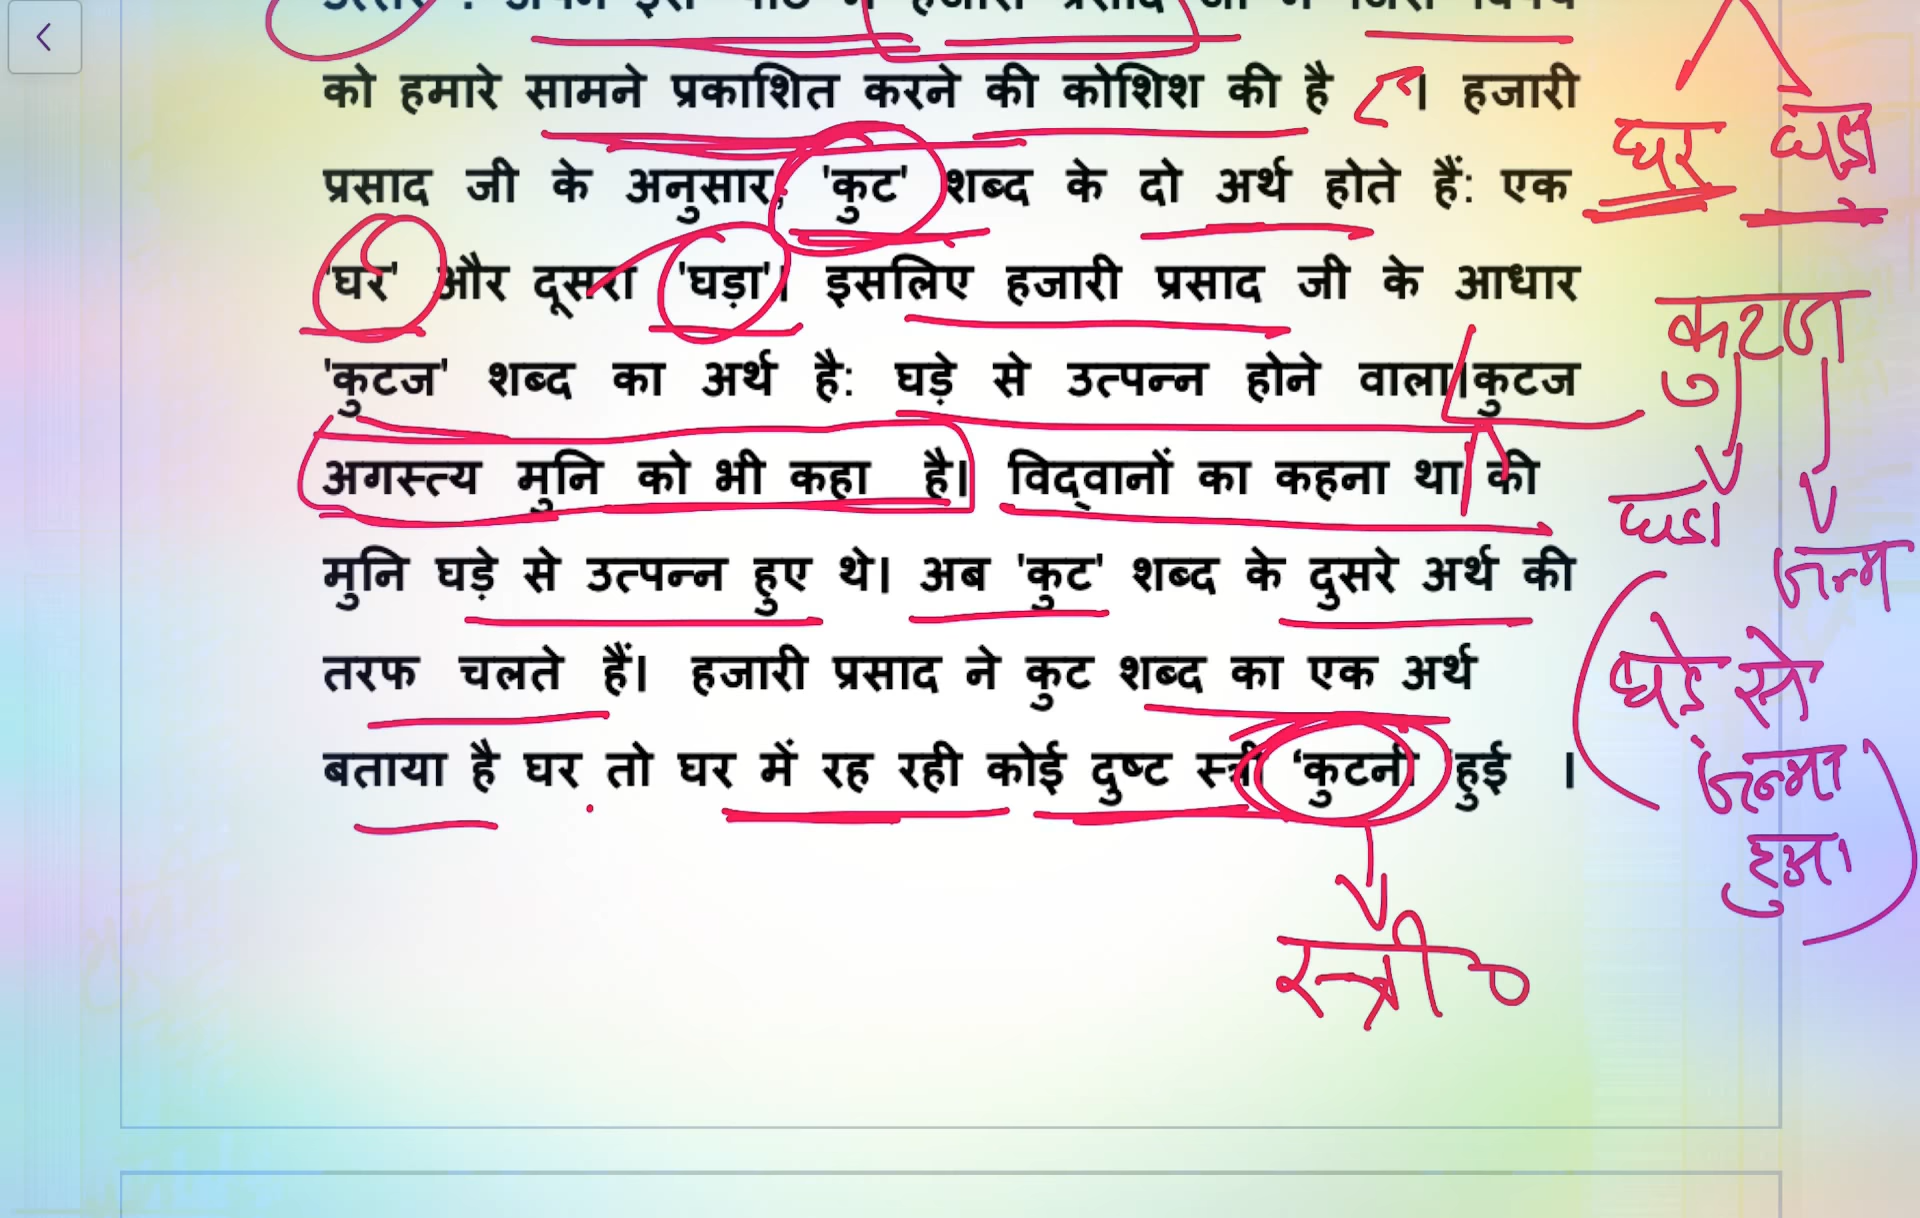 को हमारे सामने प्रकाशित करने की कोशिश की है । हजारी
प्रसाद जी के अनुसार, 'कुट' शब्द के दो अर्थ होते हैं: एक
'घर' और दूसरा 'घड़ा'। इसलिए हजारी प्रसाद जी के आधार
'कुटज' शब्द का अर्थ है: घड़े से उत्पन्न होने वाला।कुटज
अगस्त्य मुनि को भी कहा है। विद्वानों का कहना था की
मुनि घड़े से उत्पन्न हुए थे। अब 'कुट' शब्द के दुसरे अर्थ की
तरफ चलते हैं। हजारी प्रसाद ने कुट शब्द का एक अर्थ
बताया है घर तो घर में रह रही कोई दुष्ट स्त्री 'कुटनी 'हुई ।
स्त्री
घर घडा
कुटज
घडा
जन्म
घडे से
जन्मा
हुआ